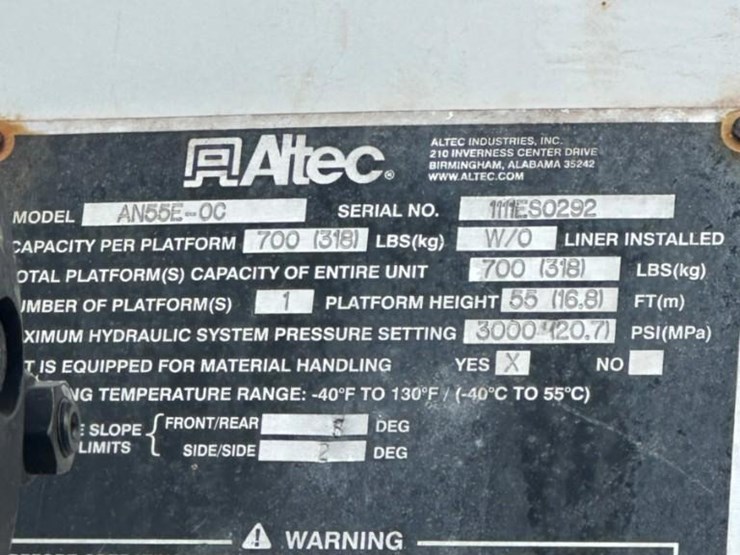 Altec®
ALTEC INDUSTRIES, INC.
210 INVERNESS CENTER DRIVE
BIRMINGHAM, ALABAMA 35242
WWW.ALTEC.COM
MODEL AN55E-OC SERIAL NO. 1111ES0292
CAPACITY PER PLATFORM 700 (318) LBS(kg) W/O LINER INSTALLED
OTAL PLATFORM(S) CAPACITY OF ENTIRE UNIT 700 (318) LBS(kg)
MBER OF PLATFORM(S) 1 PLATFORM HEIGHT 55 (16.8) FT(m)
XIMUM HYDRAULIC SYSTEM PRESSURE SETTING 3000 (20.7) PSI(MPa)
T IS EQUIPPED FOR MATERIAL HANDLING YES X NO
NG TEMPERATURE RANGE: -40°F TO 130°F / (-40°C TO 55°C)
E SLOPE { FRONT/REAR DEG
LIMITS SIDE/SIDE 2 DEG
WARNING